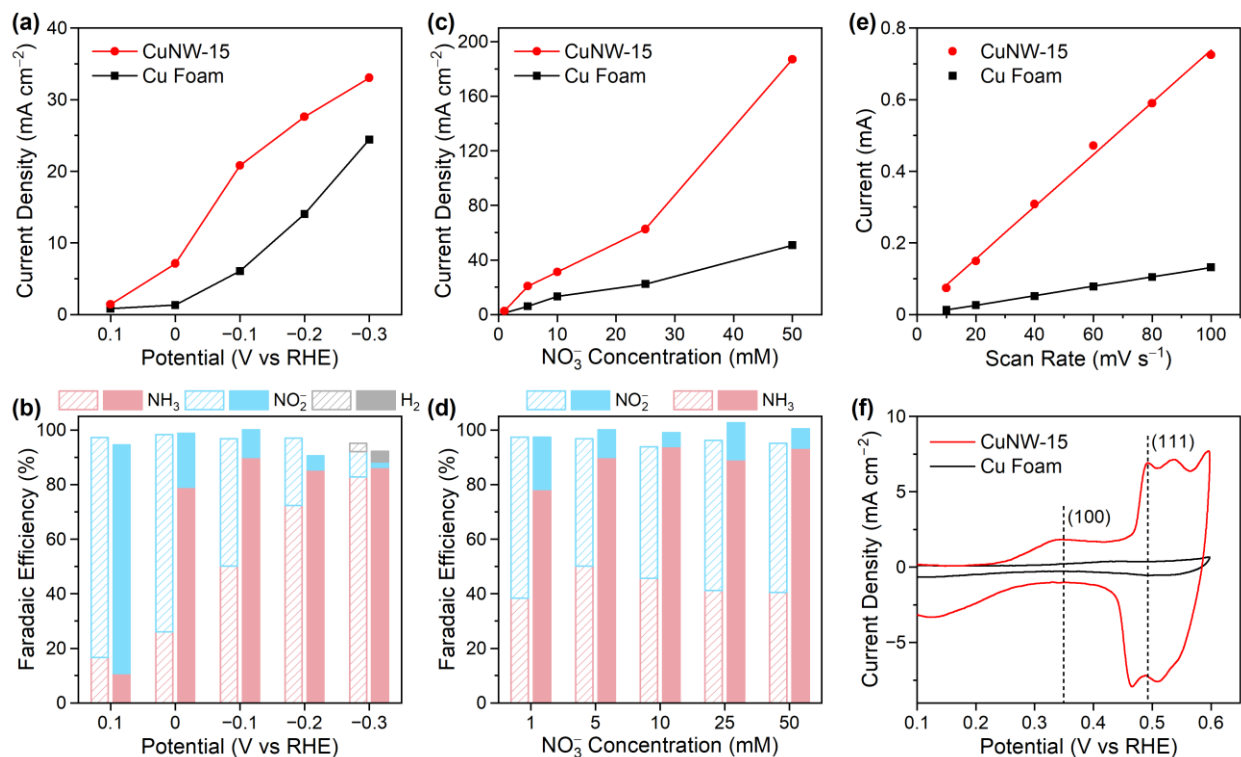 (a)
40
30
20
10
0
Current Density (mA cm⁻²)
CuNW-15
Cu Foam
0.1 0 −0.1 −0.2 −0.3
Potential (V vs RHE)
(c)
200
160
120
80
40
0
Current Density (mA cm⁻²)
CuNW-15
Cu Foam
0 10 20 30 40 50
NO₃⁻ Concentration (mM)
(e)
0.8
0.6
0.4
0.2
0.0
Current (mA)
CuNW-15
Cu Foam
0 20 40 60 80 100
Scan Rate (mV s⁻¹)
(b)
NH₃ NO₂⁻ H₂
100
80
60
40
20
0
Faradaic Efficiency (%)
0.1 0 −0.1 −0.2 −0.3
Potential (V vs RHE)
(d)
NO₂⁻ NH₃
100
80
60
40
20
0
Faradaic Efficiency (%)
1 5 10 25 50
NO₃⁻ Concentration (mM)
(f)
10
5
0
−5
Current Density (mA cm⁻²)
CuNW-15
Cu Foam
(111)
(100)
0.1 0.2 0.3 0.4 0.5 0.6
Potential (V vs RHE)